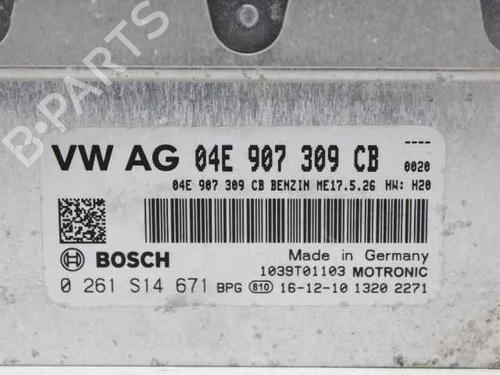 B-PARTS
VW AG 04E 907 309 CB ---- 0020
04E 907 309 CB BENZIN ME17.5.26 HW: H20
BOSCH Made in Germany
1039T01103 MOTRONIC
0 261 S14 671 BPG 810 16-12-10 1320 2271